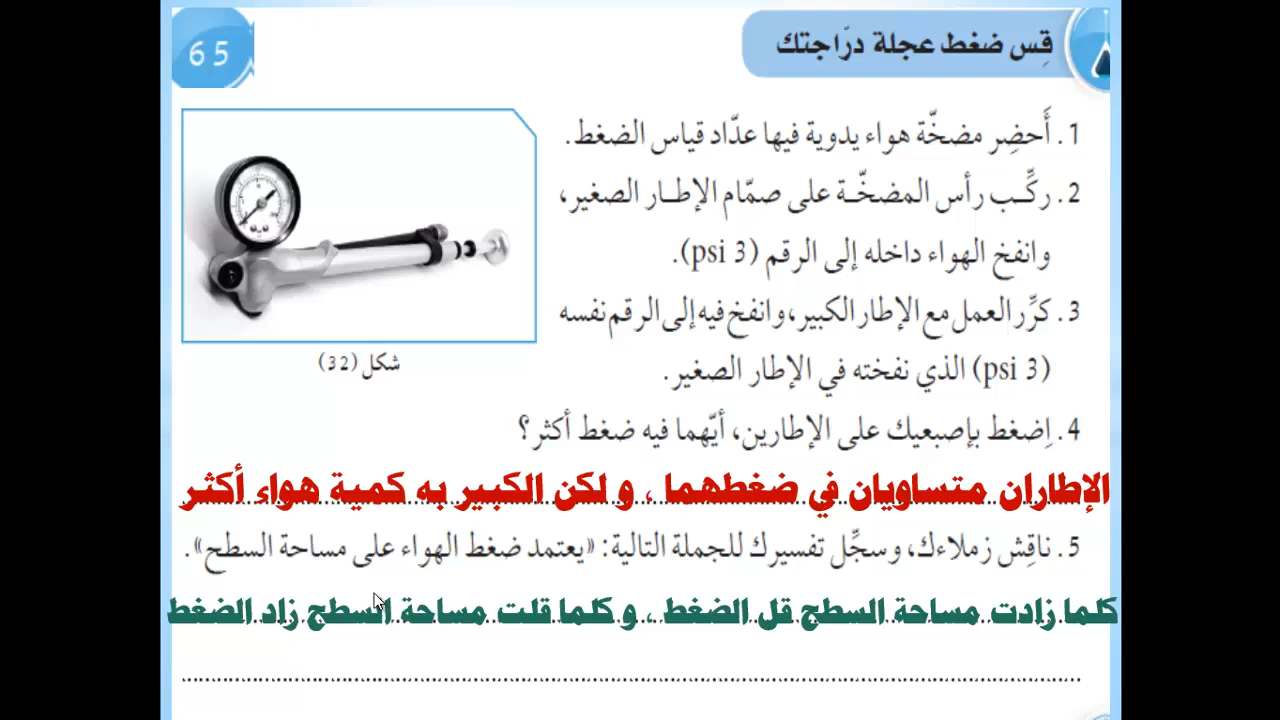 قِس ضغط عجلة درّاجتك
65
1. أَحضِر مضخّة هواء يدوية فيها عدّاد قياس الضغط.
2. ركِّب رأس المضخّة على صمّام الإطار الصغير،
وانفخ الهواء داخله إلى الرقم (3 psi).
3. كرِّر العمل مع الإطار الكبير، وانفخ فيه إلى الرقم نفسه
(3 psi) الذي نفخته في الإطار الصغير.
شكل (32)
4. اِضغط بإصبعيك على الإطارين، أيّهما فيه ضغط أكثر؟
الإطاران متساويان في ضغطهما ، و لكن الكبير به كمية هواء أكثر
5. ناقِش زملاءك، وسجِّل تفسيرك للجملة التالية: «يعتمد ضغط الهواء على مساحة السطح».
كلما زادت مساحة السطح قل الضغط ، و كلما قلت مساحة السطح زاد الضغط